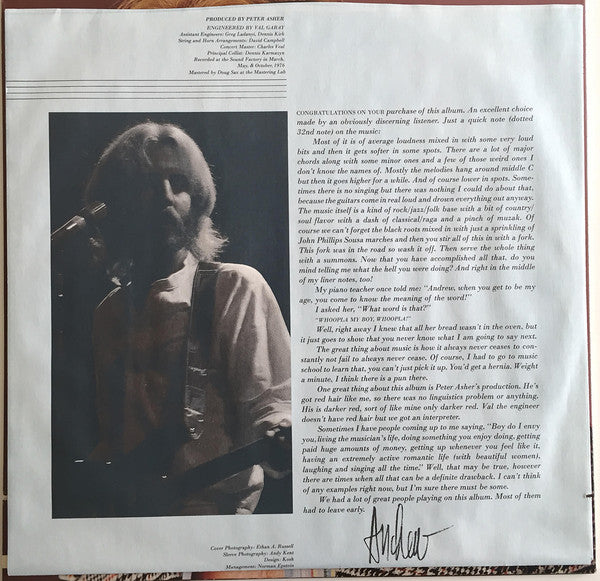 PRODUCED BY PETER ASHER
ENGINEERED BY VAL GARAY
Assistant Engineers: Greg Ladanyi, Dennis Kirk
String and Horn Arrangements: David Campbell
Concert Master: Charles Veal
Principal Cellist: Dennis Karmazyn
Recorded at the Sound Factory in March,
May, & October, 1976
Mastered by Doug Sax at the Mastering Lab
CONGRATULATIONS ON YOUR purchase of this album. An excellent choice
made by an obviously discerning listener. Just a quick note (dotted
32nd note) on the music:
Most of it is of average loudness mixed in with some very loud
bits and then it gets softer in some spots. There are a lot of major
chords along with some minor ones and a few of those weird ones I
don't know the names of. Mostly the melodies hang around middle C
but then it goes higher for a while. And of course lower in spots. Some-
times there is no singing but there was nothing I could do about that,
because the guitars come in real loud and drown everything out anyway.
The music itself is a kind of rock/jazz/folk base with a bit of country/
soul flavor with a dash of classical/raga and a pinch of muzak. Of
course we can't forget the black roots mixed in with just a sprinkling of
John Phillips Sousa marches and then you stir all of this in with a fork.
This fork was in the road so wash it off. Then serve the whole thing
with a summons. Now that you have accomplished all that, do you
mind telling me what the hell you were doing? And right in the middle
of my liner notes, too!
My piano teacher once told me: "Andrew, when you get to be my
age, you come to know the meaning of the word!"
I asked her, "What word is that?"
"WHOOPLA MY BOY, WHOOPLA!"
Well, right away I knew that all her bread wasn't in the oven, but
it just goes to show that you never know what I am going to say next.
The great thing about music is how it always never ceases to con-
stantly not fail to always never cease. Of course, I had to go to music
school to learn that, you can't just pick it up. You'd get a hernia. Weight
a minute, I think there is a pun there.
One great thing about this album is Peter Asher's production. He's
got red hair like me, so there was no linguistics problem or anything.
His is darker red, sort of like mine only darker red. Val the engineer
doesn't have red hair but we got an interpreter.
Sometimes I have people coming up to me saying, "Boy do I envy
you, living the musician's life, doing something you enjoy doing, getting
paid huge amounts of money, getting up whenever you feel like it,
having an extremely active romantic life (with beautiful women),
laughing and singing all the time." Well, that may be true, however
there are times when all that can be a definite drawback. I can't think
of any examples right now, but I'm sure there must be some.
We had a lot of great people playing on this album. Most of them
had to leave early.
Andrew
Cover Photography: Ethan A. Russell
Sleeve Photography: Andy Kent
Design: Kosh
Management: Norman Epstein